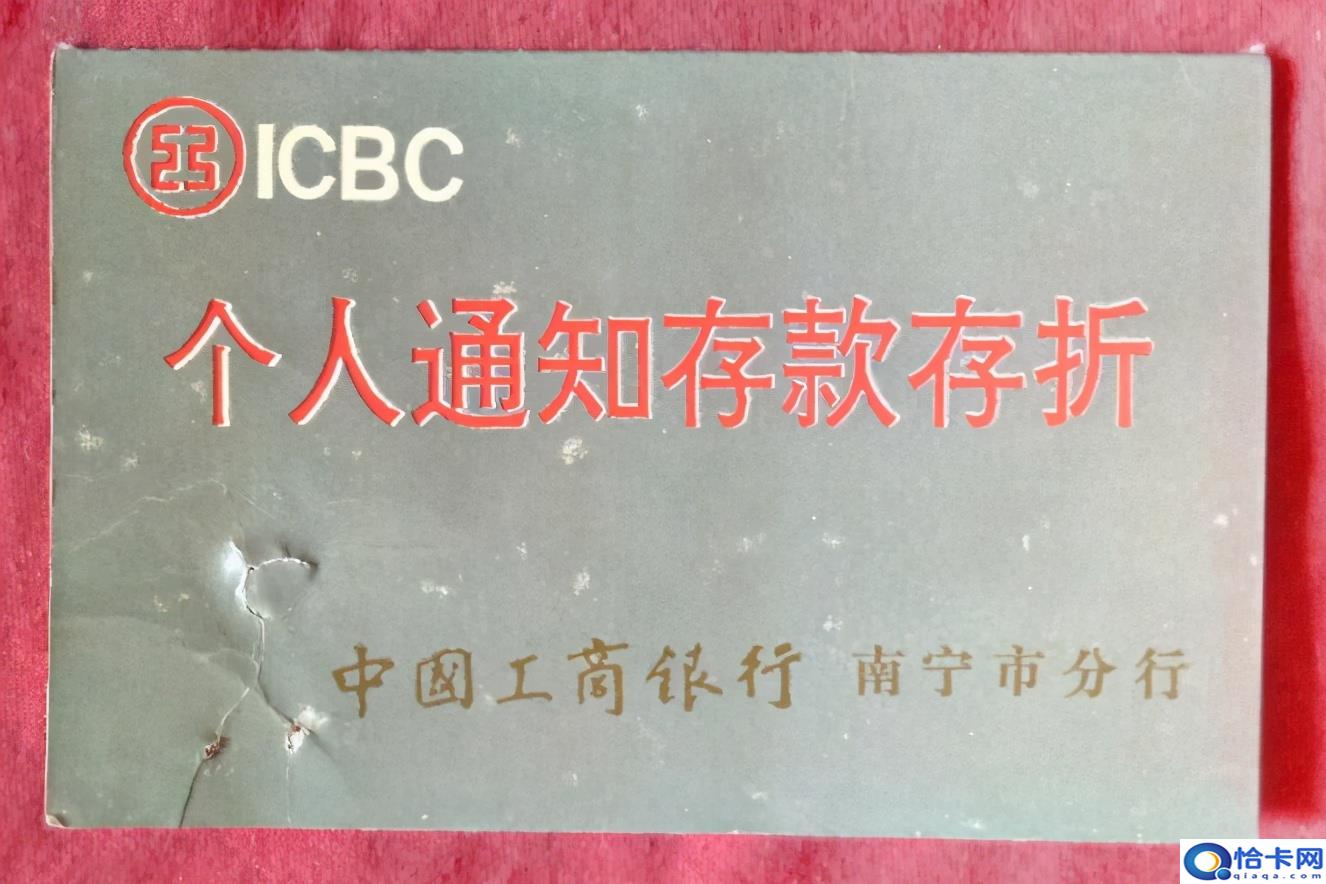 ICBC
个人通知存款存折
中國工商银行 南宁市分行
恰卡网
qiaqa.com